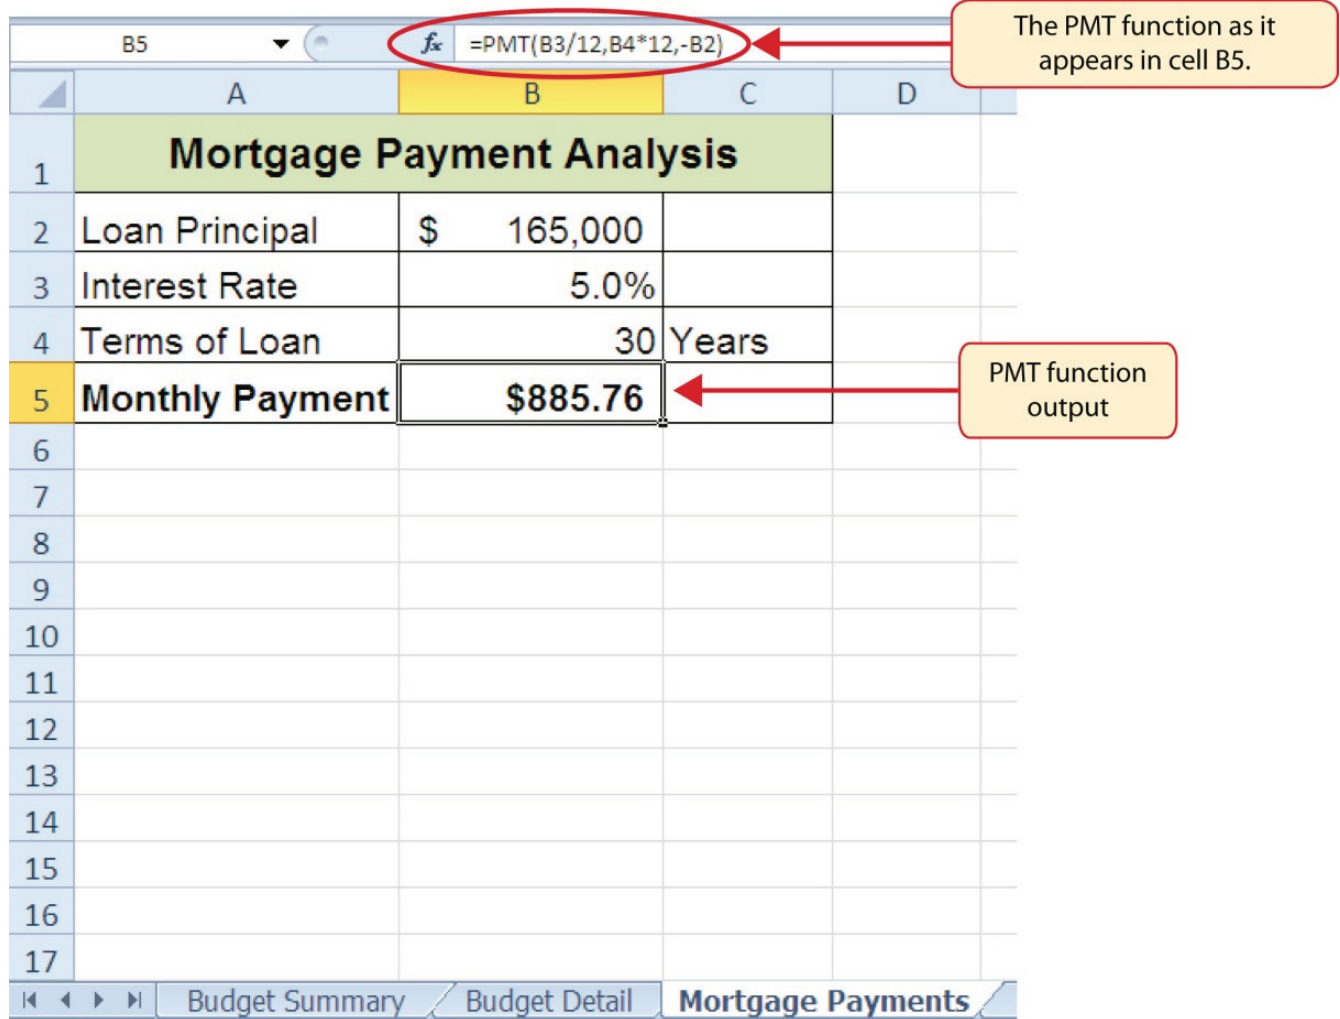 B5 fx =PMT(B3/12,B4*12,-B2)
The PMT function as it
appears in cell B5.
A B C D
1 Mortgage Payment Analysis
2 Loan Principal $ 165,000
3 Interest Rate 5.0%
4 Terms of Loan 30 Years
5 Monthly Payment $885.76
PMT function
output
6
7
8
9
10
11
12
13
14
15
16
17
Budget Summary Budget Detail Mortgage Payments